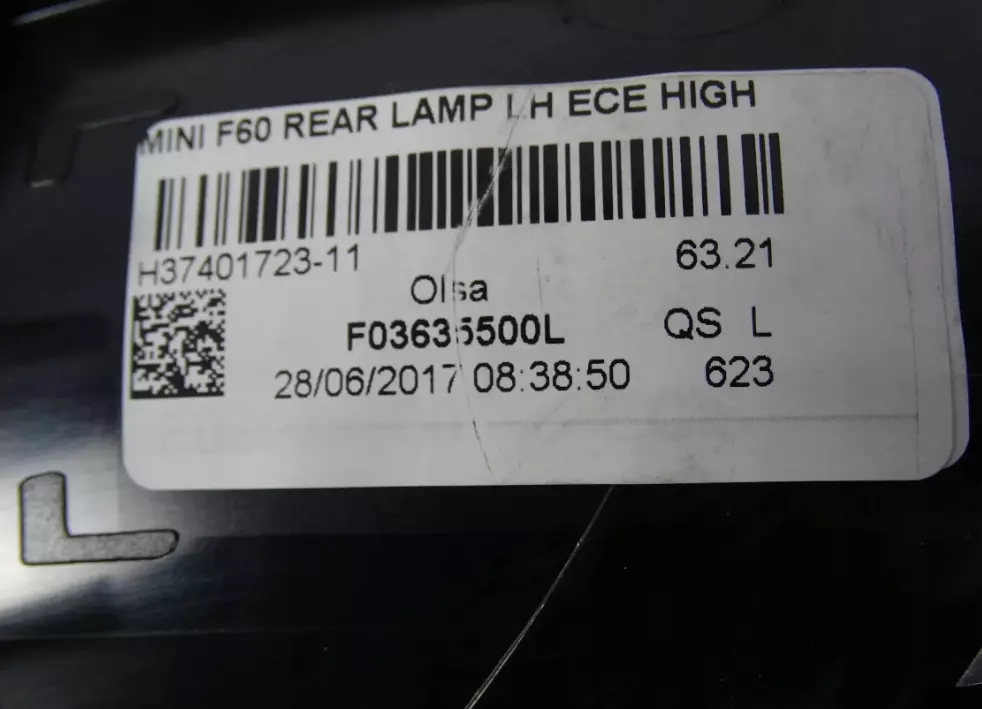 MINI F60 REAR LAMP LH ECE HIGH
H37401723-11 63.21
Olsa
F03635500L QS L
28/06/2017 08:38:50 623
L